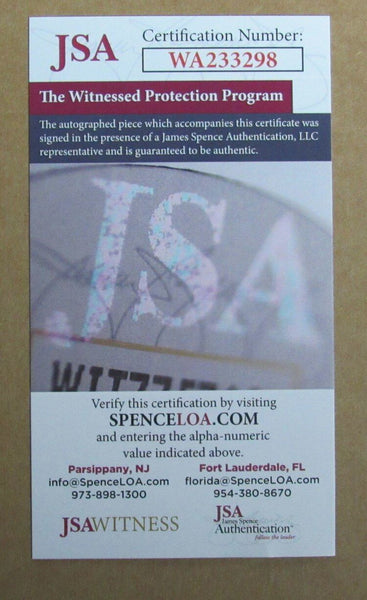 JSA
Certification Number:
WA233298
The Witnessed Protection Program
The autographed piece which accompanies this certificate was
signed in the presence of a James Spence Authentication, LLC
representative and is guaranteed to be authentic.
JSA
Verify this certification by visiting
SPENCELOA.COM
and entering the alpha-numeric
value indicated above.
Parsippany, NJ
info@SpenceLOA.com
973-898-1300
Fort Lauderdale, FL
florida@SpenceLOA.com
954-380-8670
JSAWITNESS
JSA
James Spence
Authentication
follow the leader